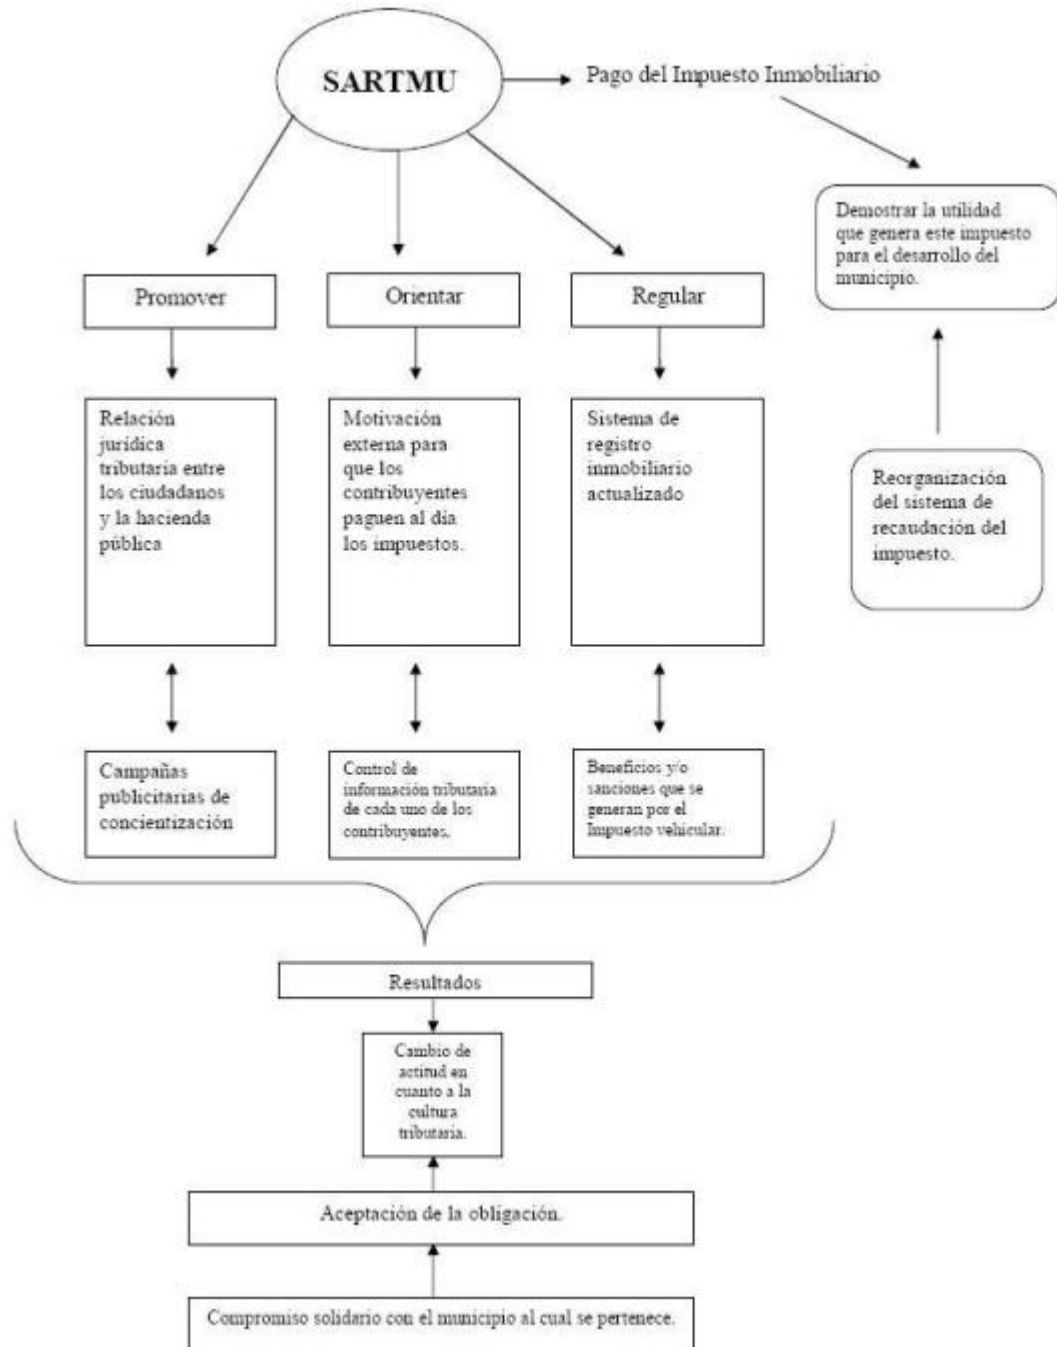 SARTMU
Pago del Impuesto Inmobiliario
Demostrar la utilidad
que genera este impuesto
para el desarrollo del
municipio.
Promover
Orientar
Regular
Relación
jurídica
tributaria entre
los ciudadanos
y la hacienda
pública
Motivación
externa para
que los
contribuyentes
paguen al día
los impuestos.
Sistema de
registro
inmobiliario
actualizado
Reorganización
del sistema de
recaudación del
impuesto.
Campañas
publicitarias de
concientización
Control de
información tributaria
de cada uno de los
contribuyentes.
Beneficios y/o
sanciones que se
generan por el
Impuesto vehicular.
Resultados
Cambio de
actitud en
cuanto a la
cultura
tributaria.
Aceptación de la obligación.
Compromiso solidario con el municipio al cual se pertenece.